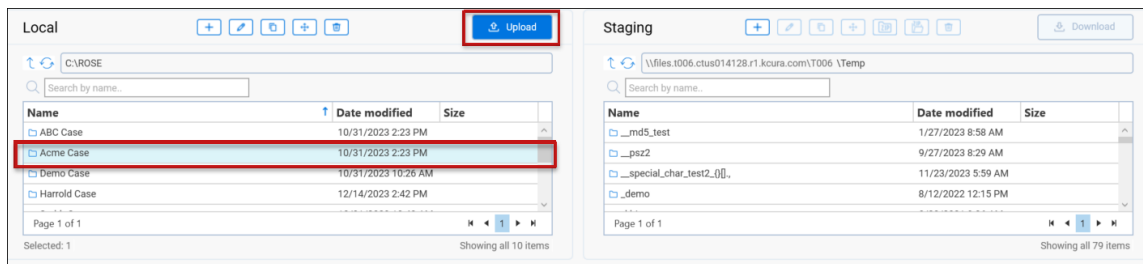 Local
Upload
C:\ROSE
Search by name..
Name Date modified Size
ABC Case 10/31/2023 2:23 PM
Acme Case 10/31/2023 2:23 PM
Demo Case 10/31/2023 10:26 AM
Harrold Case 12/14/2023 2:42 PM
Page 1 of 1 1
Selected: 1 Showing all 10 items
Staging
Download
\\files.t006.ctus014128.r1.kcura.com\T006 \Temp
Search by name..
Name Date modified Size
__md5_test 1/27/2023 8:58 AM
__psz2 9/27/2023 8:29 AM
__special_char_test2_(){}[]., 11/23/2023 5:59 AM
_demo 8/12/2022 12:15 PM
Page 1 of 1 1
Showing all 79 items